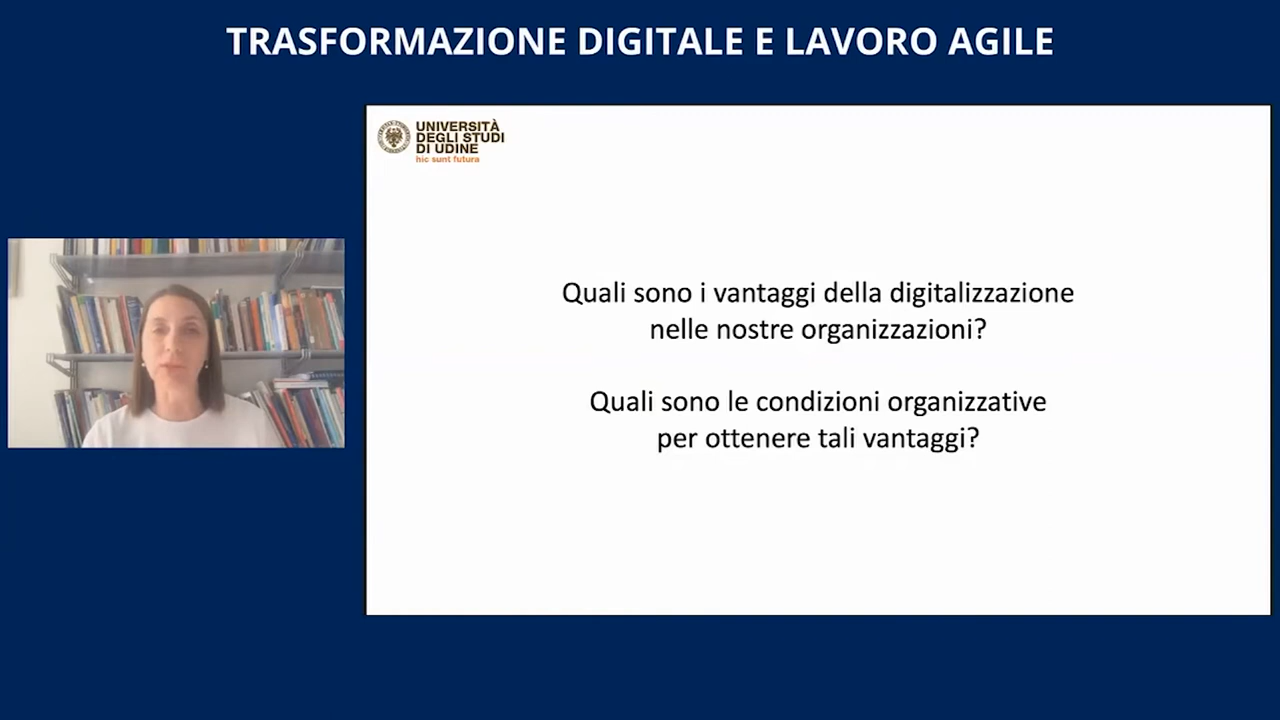 TRASFORMAZIONE DIGITALE E LAVORO AGILE
UNIVERSITÀ
DEGLI STUDI
DI UDINE
hic sunt futura
Quali sono i vantaggi della digitalizzazione
nelle nostre organizzazioni?
Quali sono le condizioni organizzative
per ottenere tali vantaggi?